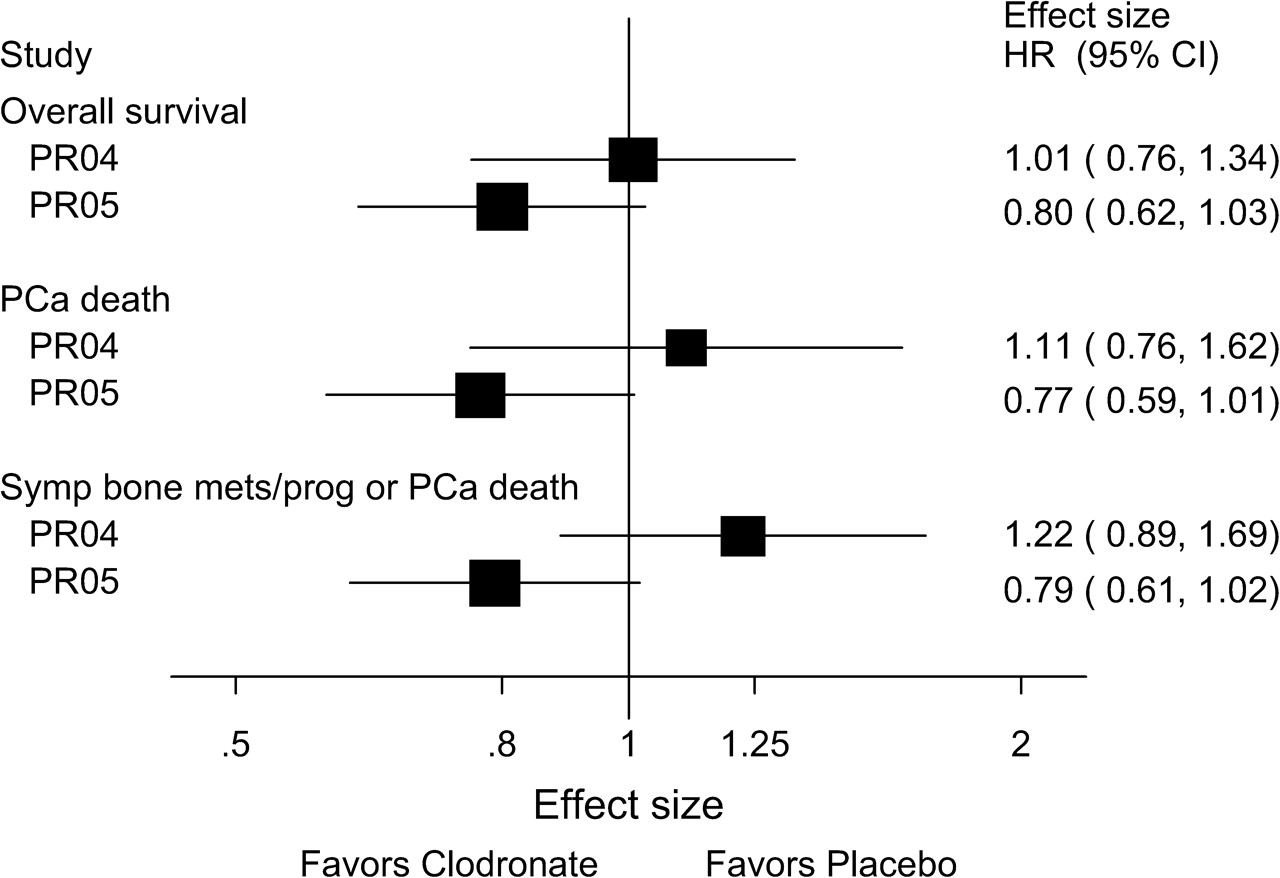 Effect size
Study HR (95% CI)
Overall survival
PR04 1.01 ( 0.76, 1.34)
PR05 0.80 ( 0.62, 1.03)
PCa death
PR04 1.11 ( 0.76, 1.62)
PR05 0.77 ( 0.59, 1.01)
Symp bone mets/prog or PCa death
PR04 1.22 ( 0.89, 1.69)
PR05 0.79 ( 0.61, 1.02)
.5 .8 1 1.25 2
Effect size
Favors Clodronate Favors Placebo